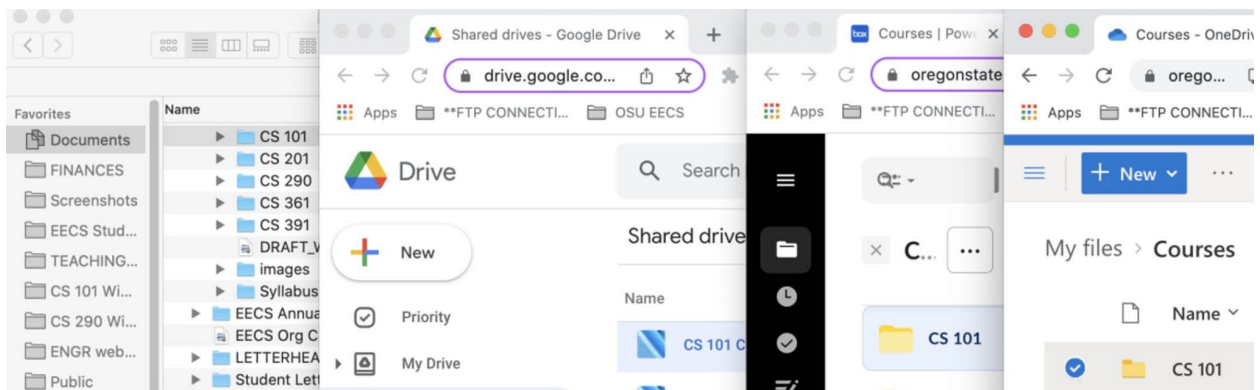 Favorites
Documents
FINANCES
Screenshots
EECS Stud...
TEACHING...
CS 101 Wi...
CS 290 Wi...
ENGR web...
Public
Name
CS 101
CS 201
CS 290
CS 361
CS 391
DRAFT_W
images
Syllabus
EECS Annua
EECS Org C
LETTERHEA
Student Lett
Shared drives - Google Drive
drive.google.co...
Apps **FTP CONNECTI... OSU EECS
Drive
Search
New
Priority
My Drive
Shared drive
Name
CS 101 C
box Courses | Powe
oregonstate
Apps **FTP CONNECTI...
C...
CS 101
Courses - OneDriv
orego...
Apps **FTP CONNECTI...
New
My files > Courses
Name
CS 101